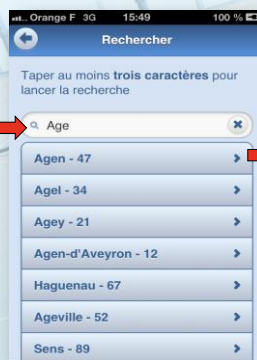 Orange F 3G 15:49 100 %
Rechercher
Taper au moins trois caractères pour
lancer la recherche
Age
Agen - 47
Agel - 34
Agey - 21
Agen-d'Aveyron - 12
Haguenau - 67
Ageville - 52
Sens - 89